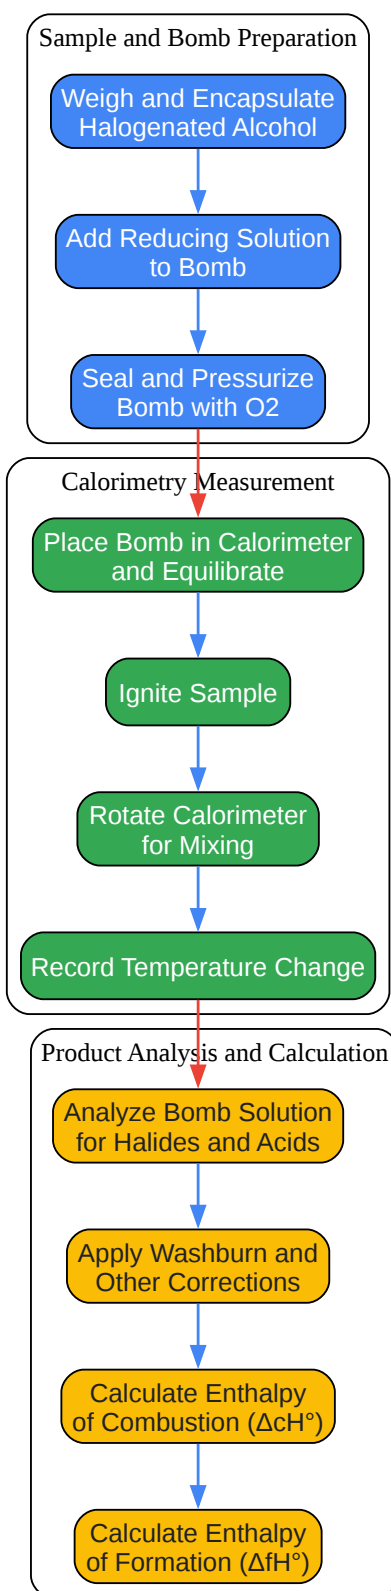 Sample and Bomb Preparation
Weigh and Encapsulate
Halogenated Alcohol
Add Reducing Solution
to Bomb
Seal and Pressurize
Bomb with O2
Calorimetry Measurement
Place Bomb in Calorimeter
and Equilibrate
Ignite Sample
Rotate Calorimeter
for Mixing
Record Temperature Change
Product Analysis and Calculation
Analyze Bomb Solution
for Halides and Acids
Apply Washburn and
Other Corrections
Calculate Enthalpy
of Combustion (ΔcH°)
Calculate Enthalpy
of Formation (ΔfH°)